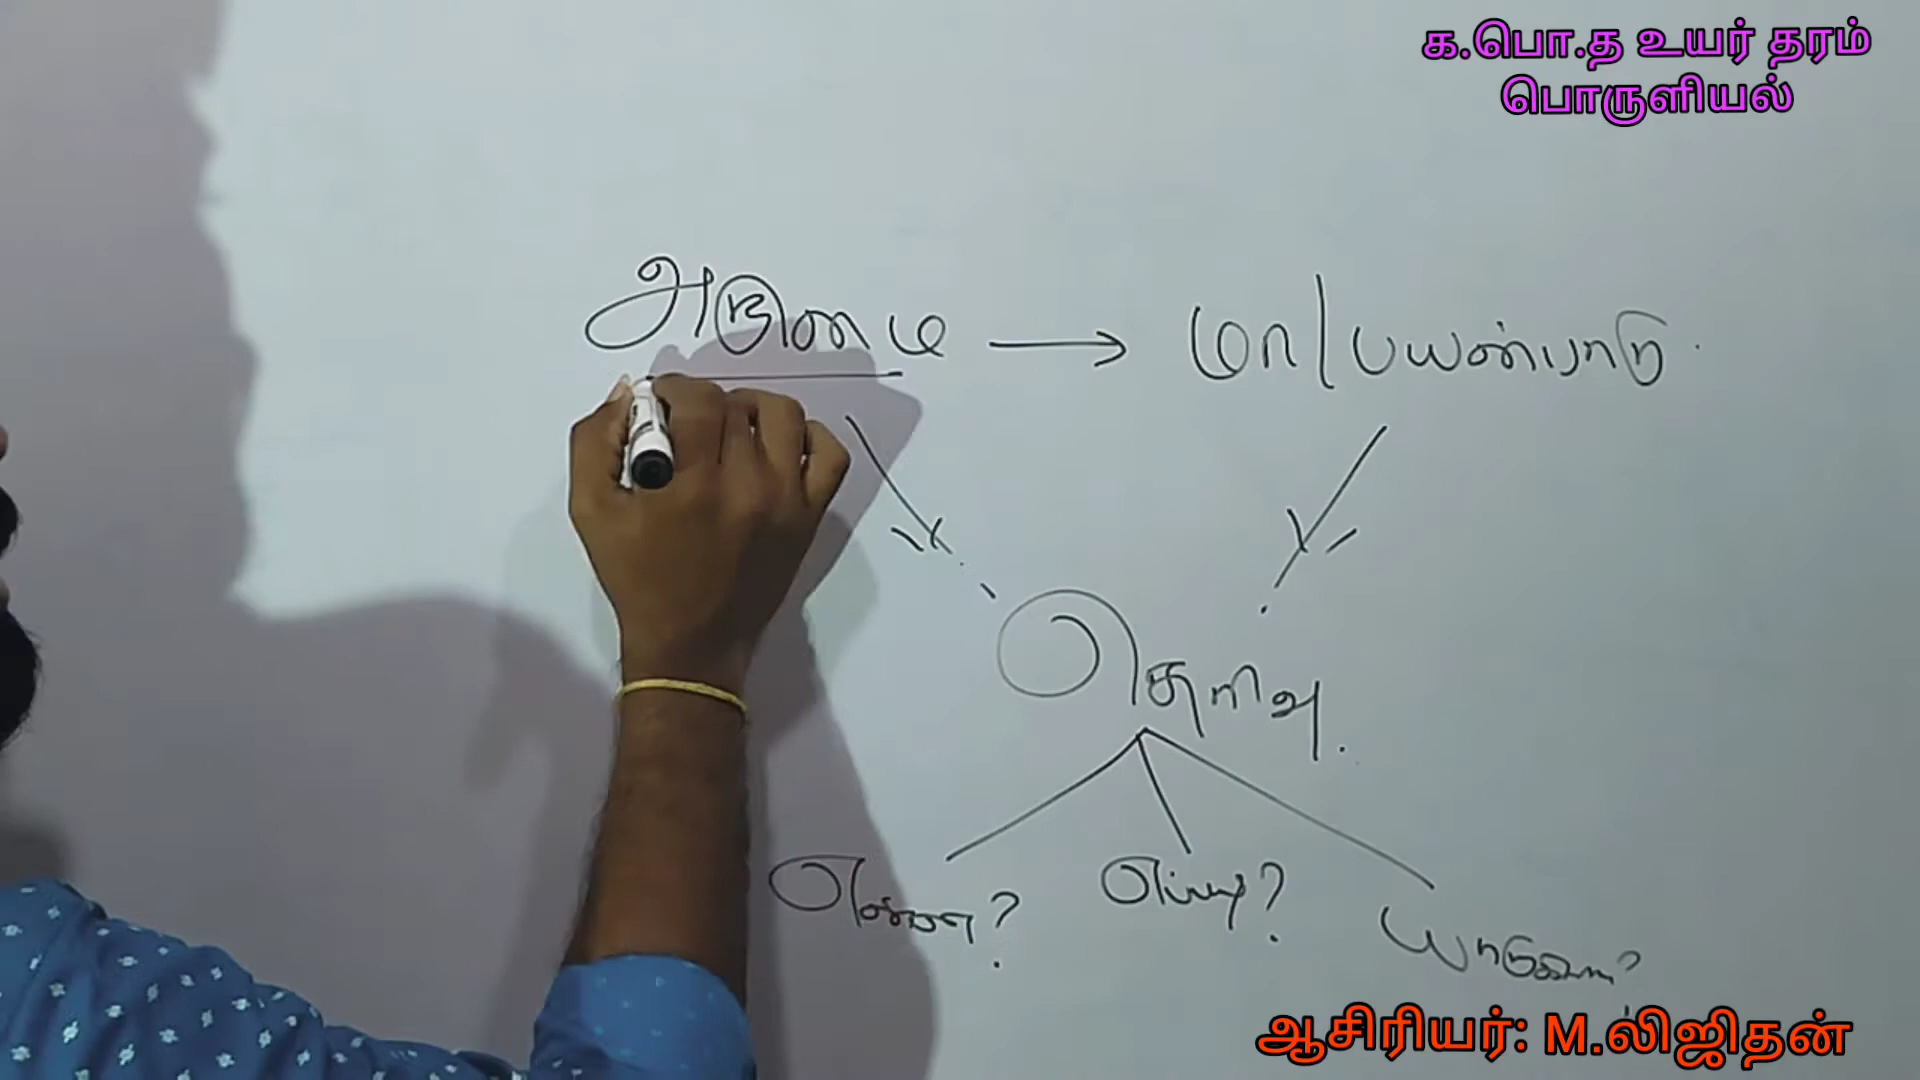 க.பொ.த உயர் தரம்
பொருளியல்
அருமை → மா/பயன்பாடு
தெரிவு.
என்ன? எப்படி? யாருக்கு?
ஆசிரியர்: M.லிஜிதன்